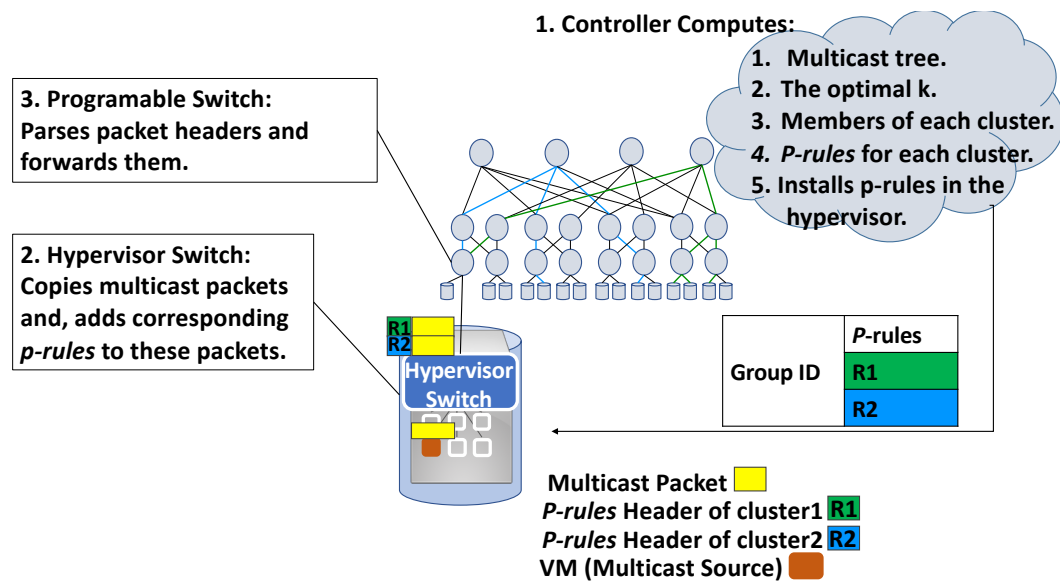 1. Controller Computes:
1. Multicast tree.
2. The optimal k.
3. Members of each cluster.
4. P-rules for each cluster.
5. Installs p-rules in the
hypervisor.
3. Programable Switch:
Parses packet headers and
forwards them.
2. Hypervisor Switch:
Copies multicast packets
and, adds corresponding
p-rules to these packets.
R1
R2
Hypervisor
Switch
Group ID
P-rules
R1
R2
Multicast Packet
P-rules Header of cluster1 R1
P-rules Header of cluster2 R2
VM (Multicast Source)